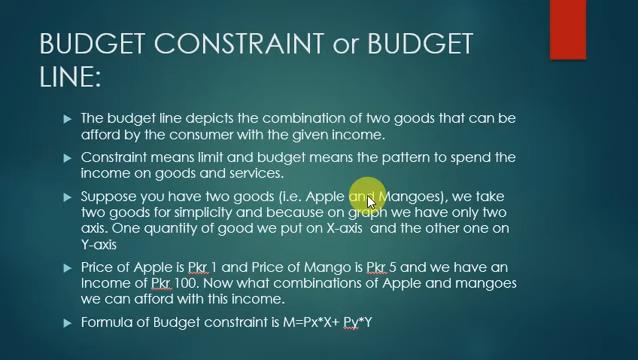 BUDGET CONSTRAINT or BUDGET
LINE:
The budget line depicts the combination of two goods that can be
afford by the consumer with the given income.
Constraint means limit and budget means the pattern to spend the
income on goods and services.
Suppose you have two goods (i.e. Apple and Mangoes), we take
two goods for simplicity and because on graph we have only two
axis. One quantity of good we put on X-axis and the other one on
Y-axis
Price of Apple is Pkr 1 and Price of Mango is Pkr 5 and we have an
Income of Pkr 100. Now what combinations of Apple and mangoes
we can afford with this income.
Formula of Budget constraint is M=Px*X+ Py*Y